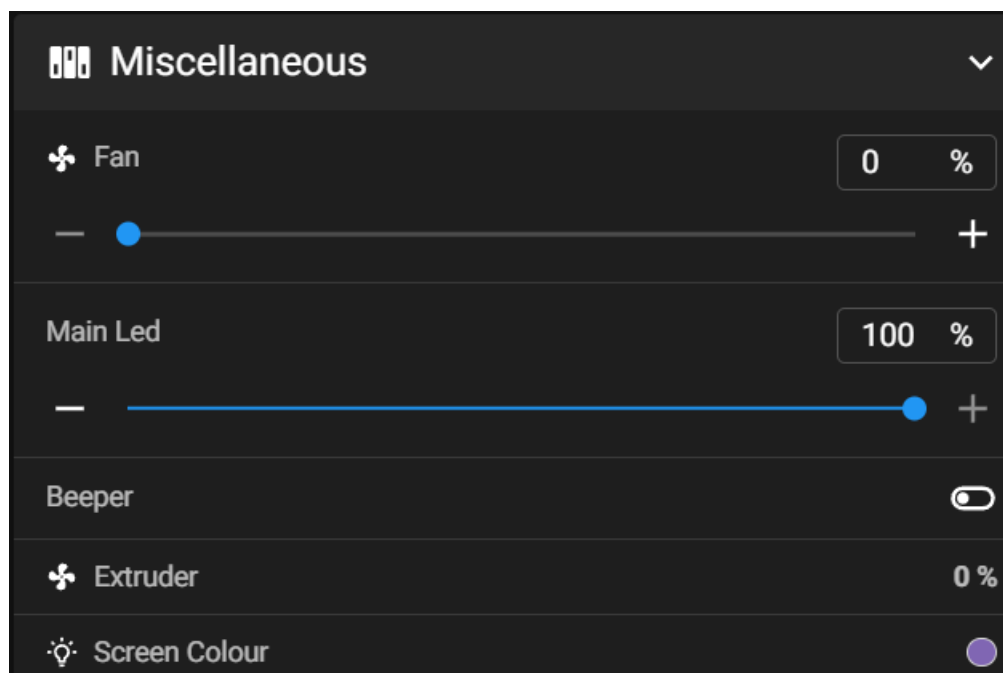 Miscellaneous
Fan
0 %
Main Led
100 %
Beeper
Extruder
0 %
Screen Colour